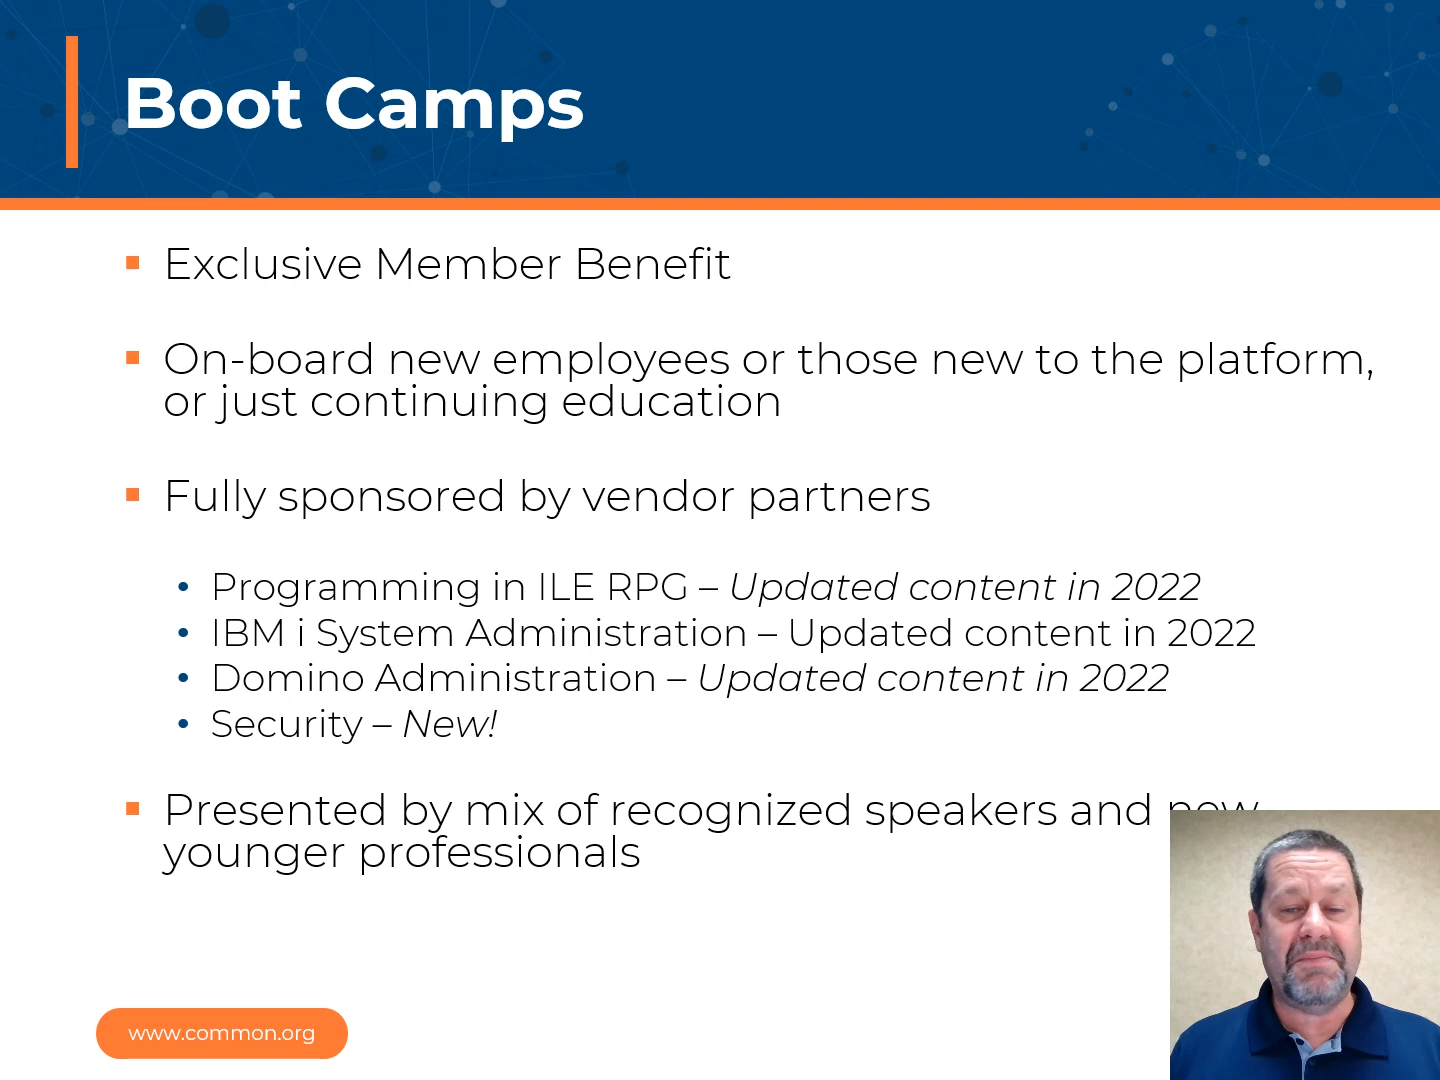 Boot Camps
Exclusive Member Benefit
On-board new employees or those new to the platform,
or just continuing education
Fully sponsored by vendor partners
Programming in ILE RPG – Updated content in 2022
IBM i System Administration – Updated content in 2022
Domino Administration – Updated content in 2022
Security – New!
Presented by mix of recognized speakers and new
younger professionals
www.common.org